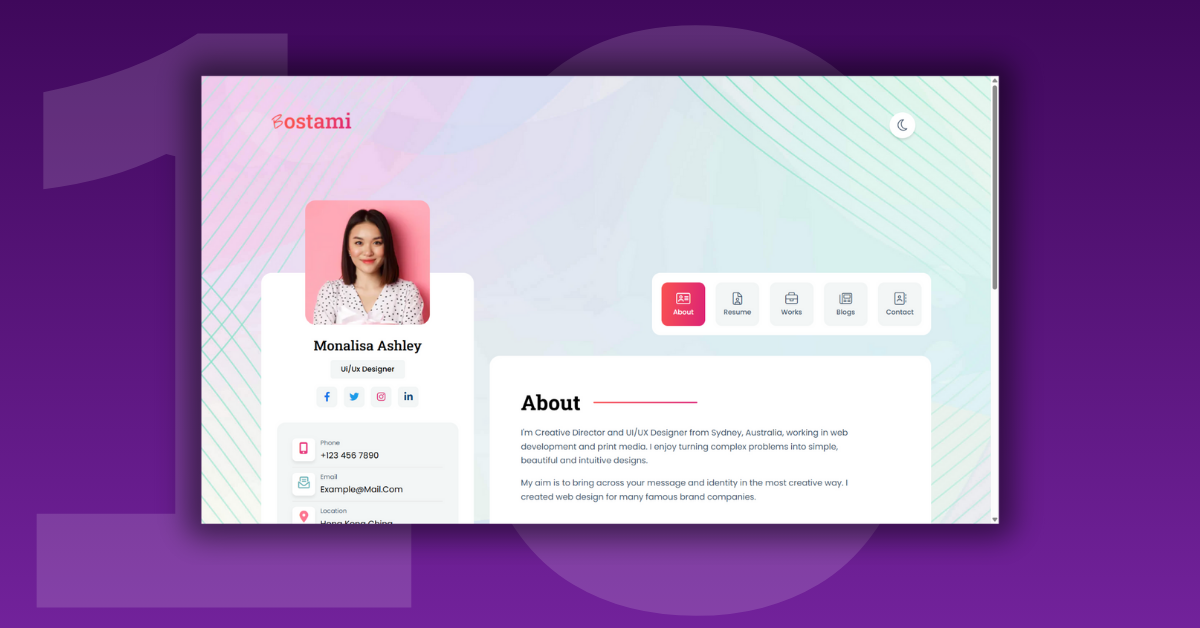 10
Bostami
Monalisa Ashley
Ui/Ux Designer
Phone
+123 456 7890
Email
Example@Mail.Com
Location
Hong Kong China
About
Resume
Works
Blogs
Contact
About
I'm Creative Director and UI/UX Designer from Sydney, Australia, working in web
development and print media. I enjoy turning complex problems into simple,
beautiful and intuitive designs.
My aim is to bring across your message and identity in the most creative way. I
created web design for many famous brand companies.